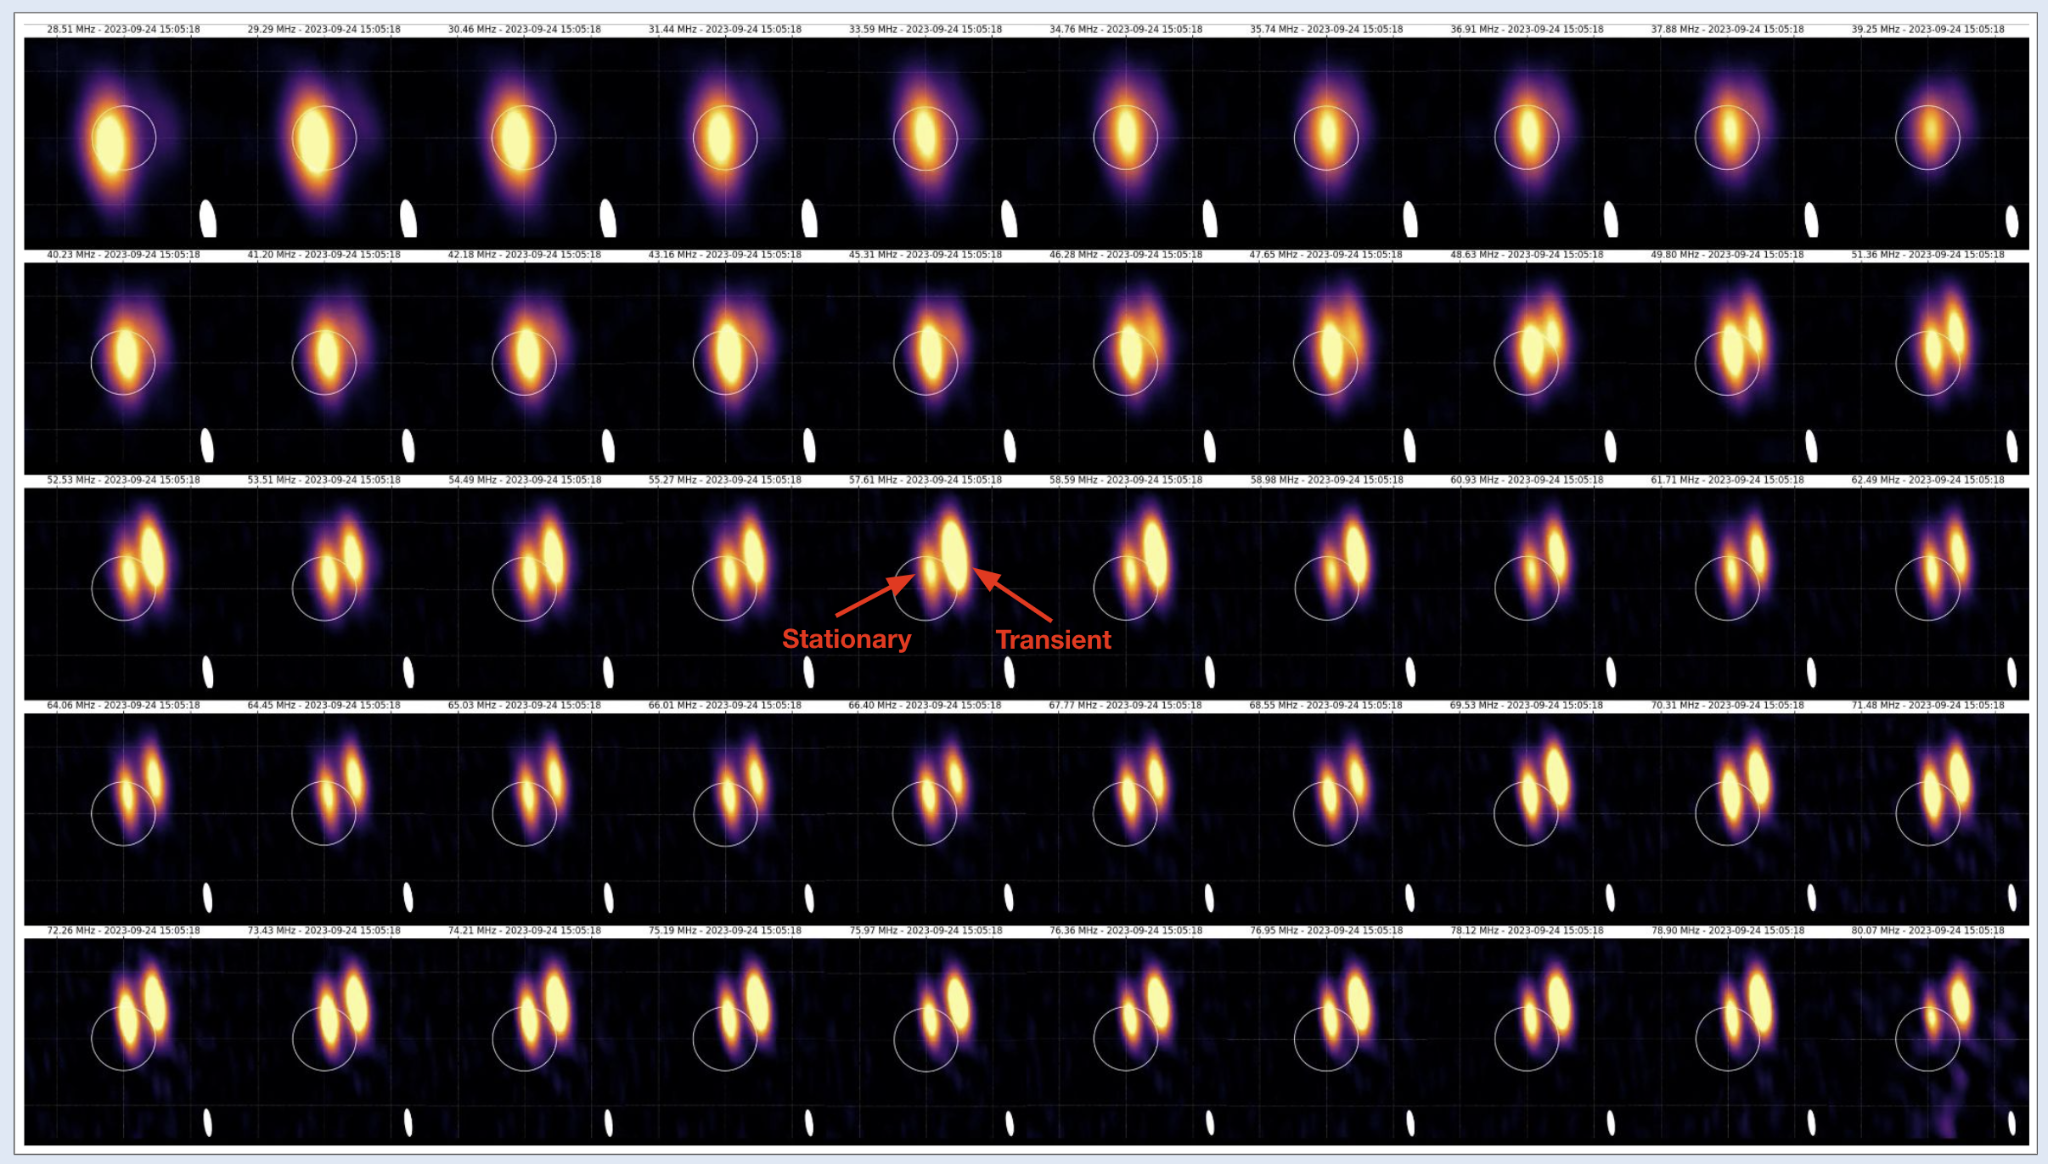 28.51 MHz - 2023-09-24 15:05:18 29.29 MHz - 2023-09-24 15:05:18 30.46 MHz - 2023-09-24 15:05:18 31.44 MHz - 2023-09-24 15:05:18 33.59 MHz - 2023-09-24 15:05:18 34.76 MHz - 2023-09-24 15:05:18 35.74 MHz - 2023-09-24 15:05:18 36.91 MHz - 2023-09-24 15:05:18 37.88 MHz - 2023-09-24 15:05:18 39.25 MHz - 2023-09-24 15:05:18
40.23 MHz - 2023-09-24 15:05:18 41.20 MHz - 2023-09-24 15:05:18 42.18 MHz - 2023-09-24 15:05:18 43.16 MHz - 2023-09-24 15:05:18 45.31 MHz - 2023-09-24 15:05:18 46.28 MHz - 2023-09-24 15:05:18 47.65 MHz - 2023-09-24 15:05:18 48.63 MHz - 2023-09-24 15:05:18 49.80 MHz - 2023-09-24 15:05:18 51.36 MHz - 2023-09-24 15:05:18
52.53 MHz - 2023-09-24 15:05:18 53.51 MHz - 2023-09-24 15:05:18 54.49 MHz - 2023-09-24 15:05:18 55.27 MHz - 2023-09-24 15:05:18 57.61 MHz - 2023-09-24 15:05:18 58.59 MHz - 2023-09-24 15:05:18 58.98 MHz - 2023-09-24 15:05:18 60.93 MHz - 2023-09-24 15:05:18 61.71 MHz - 2023-09-24 15:05:18 62.49 MHz - 2023-09-24 15:05:18
Stationary Transient
64.06 MHz - 2023-09-24 15:05:18 64.45 MHz - 2023-09-24 15:05:18 65.03 MHz - 2023-09-24 15:05:18 66.01 MHz - 2023-09-24 15:05:18 66.40 MHz - 2023-09-24 15:05:18 67.77 MHz - 2023-09-24 15:05:18 68.55 MHz - 2023-09-24 15:05:18 69.53 MHz - 2023-09-24 15:05:18 70.31 MHz - 2023-09-24 15:05:18 71.48 MHz - 2023-09-24 15:05:18
72.26 MHz - 2023-09-24 15:05:18 73.43 MHz - 2023-09-24 15:05:18 74.21 MHz - 2023-09-24 15:05:18 75.19 MHz - 2023-09-24 15:05:18 75.97 MHz - 2023-09-24 15:05:18 76.36 MHz - 2023-09-24 15:05:18 76.95 MHz - 2023-09-24 15:05:18 78.12 MHz - 2023-09-24 15:05:18 78.90 MHz - 2023-09-24 15:05:18 80.07 MHz - 2023-09-24 15:05:18